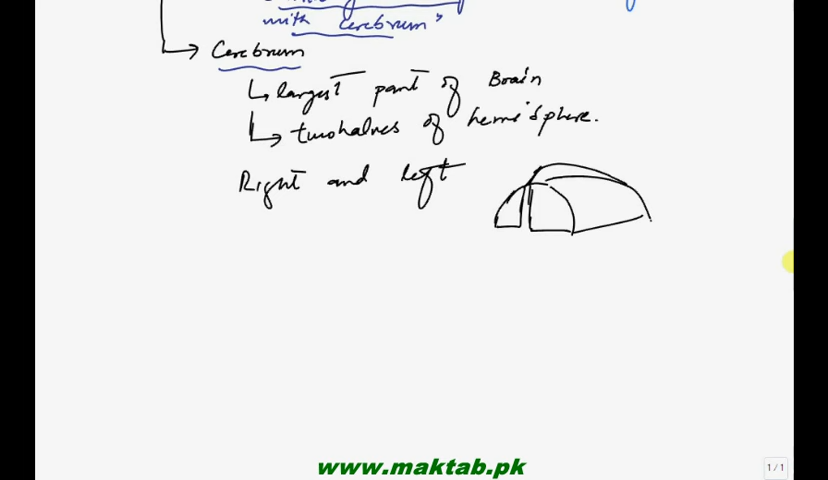 with Cerebrum"
Cerebrum
largest part of Brain
two halves of hemisphere.
Right and left
www.maktab.pk
1/1